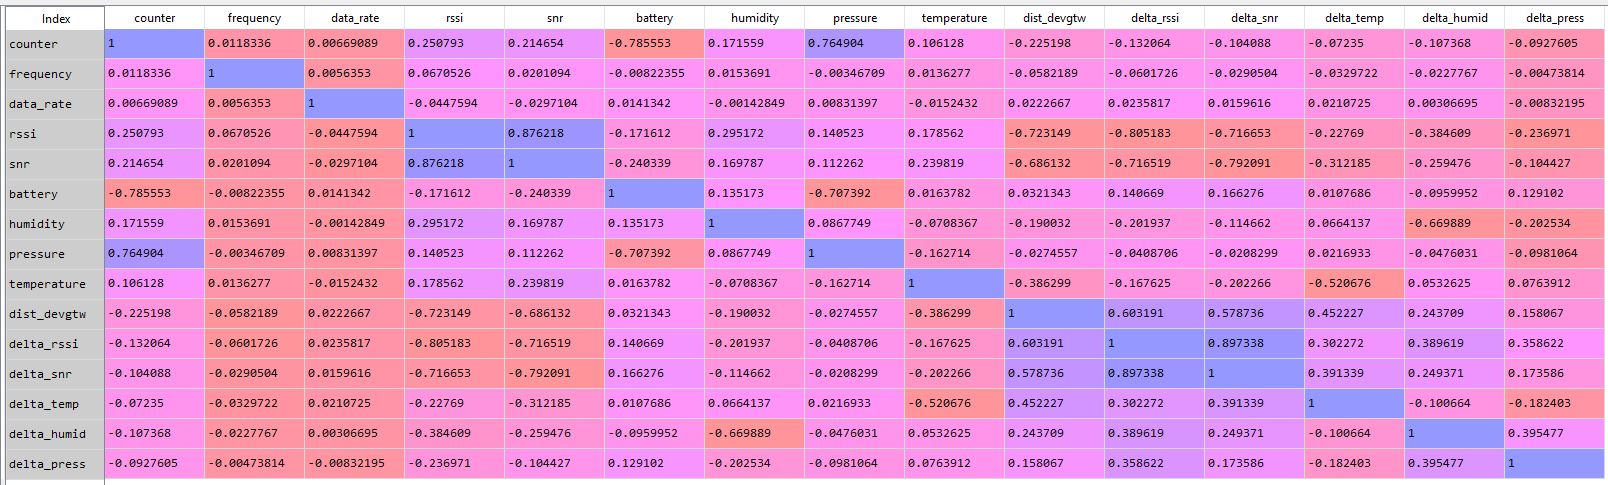 Index counter frequency data_rate rssi snr battery humidity pressure temperature dist_devgtw delta_rssi delta_snr delta_temp delta_humid delta_press
counter 1 0.0118336 0.00669089 0.250793 0.214654 -0.785553 0.171559 0.764904 0.106128 -0.225198 -0.132064 -0.104088 -0.07235 -0.107368 -0.0927605
frequency 0.0118336 1 0.0056353 0.0670526 0.0201094 -0.00822355 0.0153691 -0.00346709 0.0136277 -0.0582189 -0.0601726 -0.0290504 -0.0329722 -0.0227767 -0.00473814
data_rate 0.00669089 0.0056353 1 -0.0447594 -0.0297104 0.0141342 -0.00142849 0.00831397 -0.0152432 0.0222667 0.0235817 0.0159616 0.0210725 0.00306695 -0.00832195
rssi 0.250793 0.0670526 -0.0447594 1 0.876218 -0.171612 0.295172 0.140523 0.178562 -0.723149 -0.805183 -0.716653 -0.22769 -0.384609 -0.236971
snr 0.214654 0.0201094 -0.0297104 0.876218 1 -0.240339 0.169787 0.112262 0.239819 -0.686132 -0.716519 -0.792091 -0.312185 -0.259476 -0.104427
battery -0.785553 -0.00822355 0.0141342 -0.171612 -0.240339 1 0.135173 -0.707392 0.0163782 0.0321343 0.140669 0.166276 0.0107686 -0.0959952 0.129102
humidity 0.171559 0.0153691 -0.00142849 0.295172 0.169787 0.135173 1 0.0867749 -0.0708367 -0.190032 -0.201937 -0.114662 0.0664137 -0.669889 -0.202534
pressure 0.764904 -0.00346709 0.00831397 0.140523 0.112262 -0.707392 0.0867749 1 -0.162714 -0.0274557 -0.0408706 -0.0208299 0.0216933 -0.0476031 -0.0981064
temperature 0.106128 0.0136277 -0.0152432 0.178562 0.239819 0.0163782 -0.0708367 -0.162714 1 -0.386299 -0.167625 -0.202266 -0.520676 0.0532625 0.0763912
dist_devgtw -0.225198 -0.0582189 0.0222667 -0.723149 -0.686132 0.0321343 -0.190032 -0.0274557 -0.386299 1 0.603191 0.578736 0.452227 0.243709 0.158067
delta_rssi -0.132064 -0.0601726 0.0235817 -0.805183 -0.716519 0.140669 -0.201937 -0.0408706 -0.167625 0.603191 1 0.897338 0.302272 0.389619 0.358622
delta_snr -0.104088 -0.0290504 0.0159616 -0.716653 -0.792091 0.166276 -0.114662 -0.0208299 -0.202266 0.578736 0.897338 1 0.391339 0.249371 0.173586
delta_temp -0.07235 -0.0329722 0.0210725 -0.22769 -0.312185 0.0107686 0.0664137 0.0216933 -0.520676 0.452227 0.302272 0.391339 1 -0.100664 -0.182403
delta_humid -0.107368 -0.0227767 0.00306695 -0.384609 -0.259476 -0.0959952 -0.669889 -0.0476031 0.0532625 0.243709 0.389619 0.249371 -0.100664 1 0.395477
delta_press -0.0927605 -0.00473814 -0.00832195 -0.236971 -0.104427 0.129102 -0.202534 -0.0981064 0.0763912 0.158067 0.358622 0.173586 -0.182403 0.395477 1